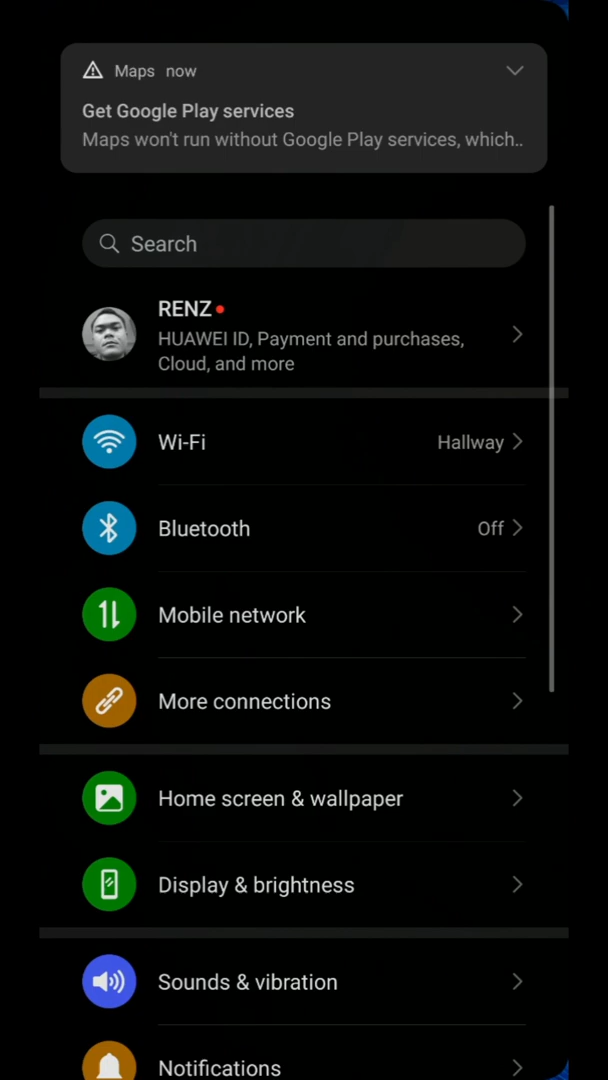 Maps now
Get Google Play services
Maps won't run without Google Play services, which..
Search
RENZ
HUAWEI ID, Payment and purchases,
Cloud, and more
Wi-Fi Hallway
Bluetooth Off
Mobile network
More connections
Home screen & wallpaper
Display & brightness
Sounds & vibration
Notifications